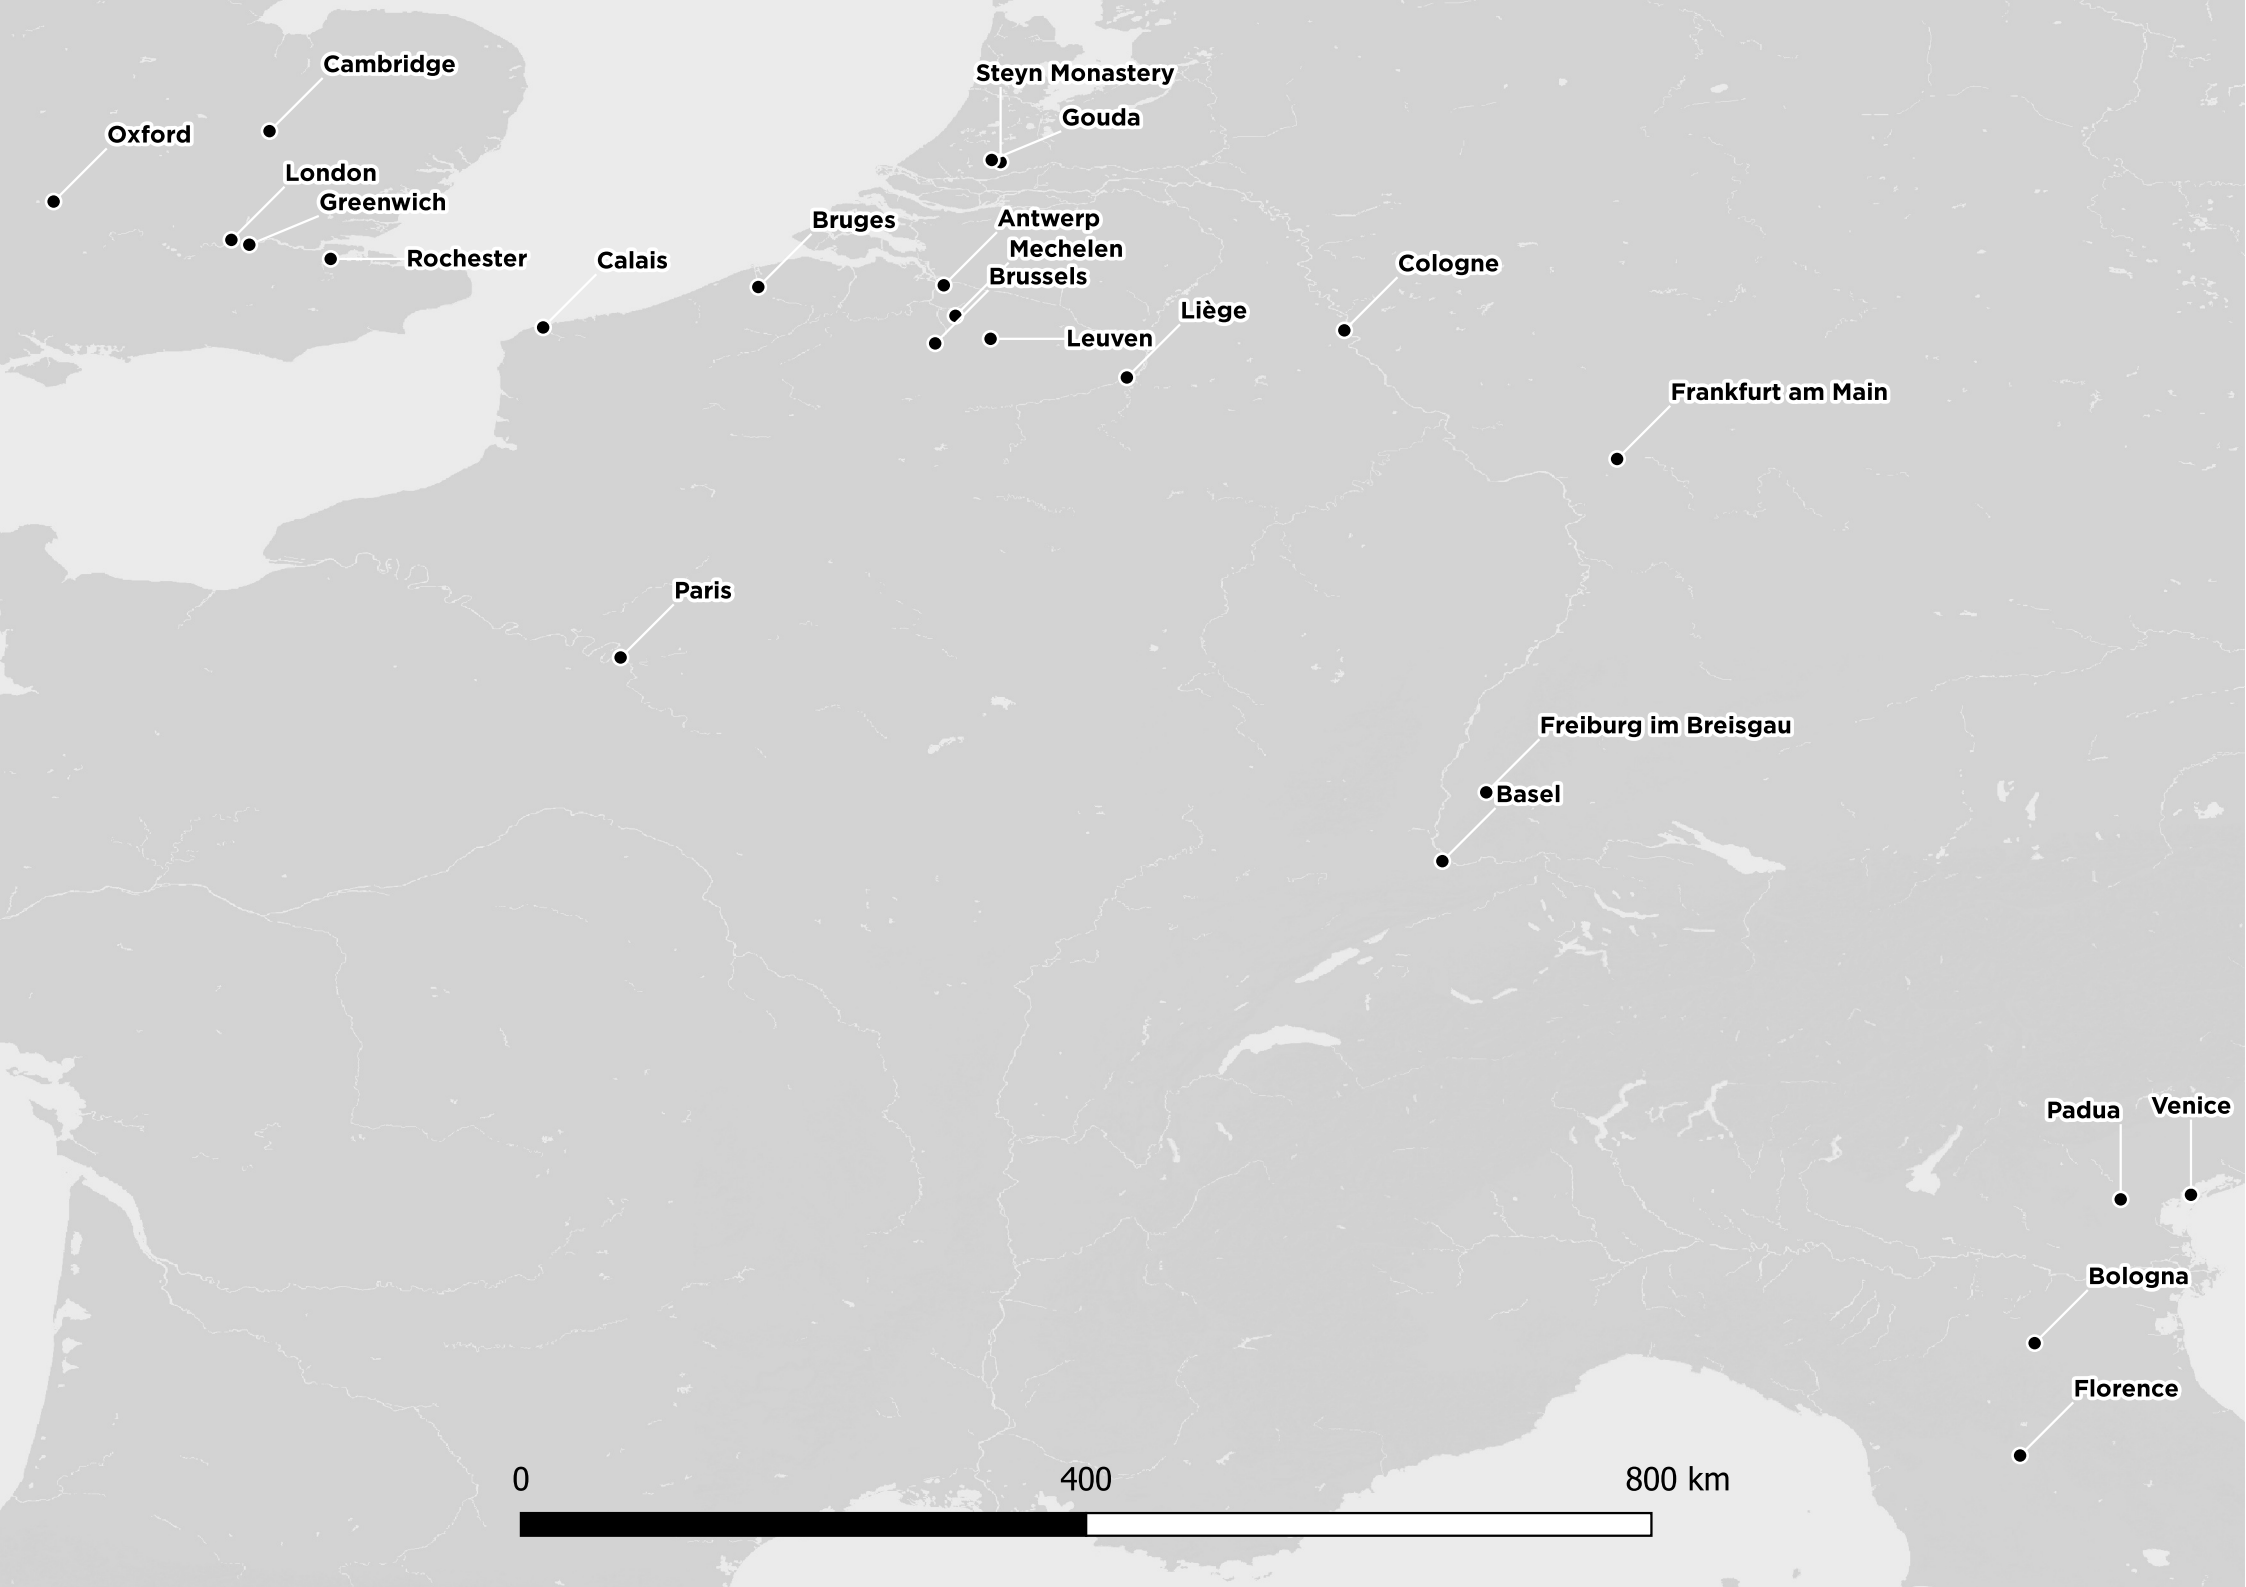 Cambridge
Steyn Monastery
Gouda
Oxford
London
Greenwich
Rochester
Calais
Bruges
Antwerp
Mechelen
Brussels
Leuven
Liège
Cologne
Frankfurt am Main
Paris
Freiburg im Breisgau
Basel
Padua
Venice
Bologna
Florence
0
400
800 km